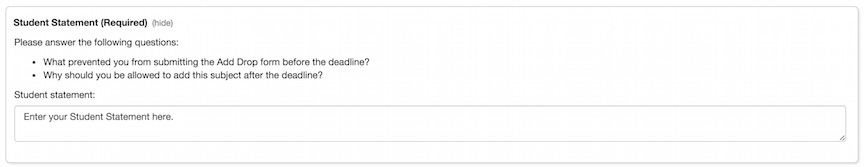 Student Statement (Required) (hide)
Please answer the following questions:
• What prevented you from submitting the Add Drop form before the deadline?
• Why should you be allowed to add this subject after the deadline?
Student statement:
Enter your Student Statement here.